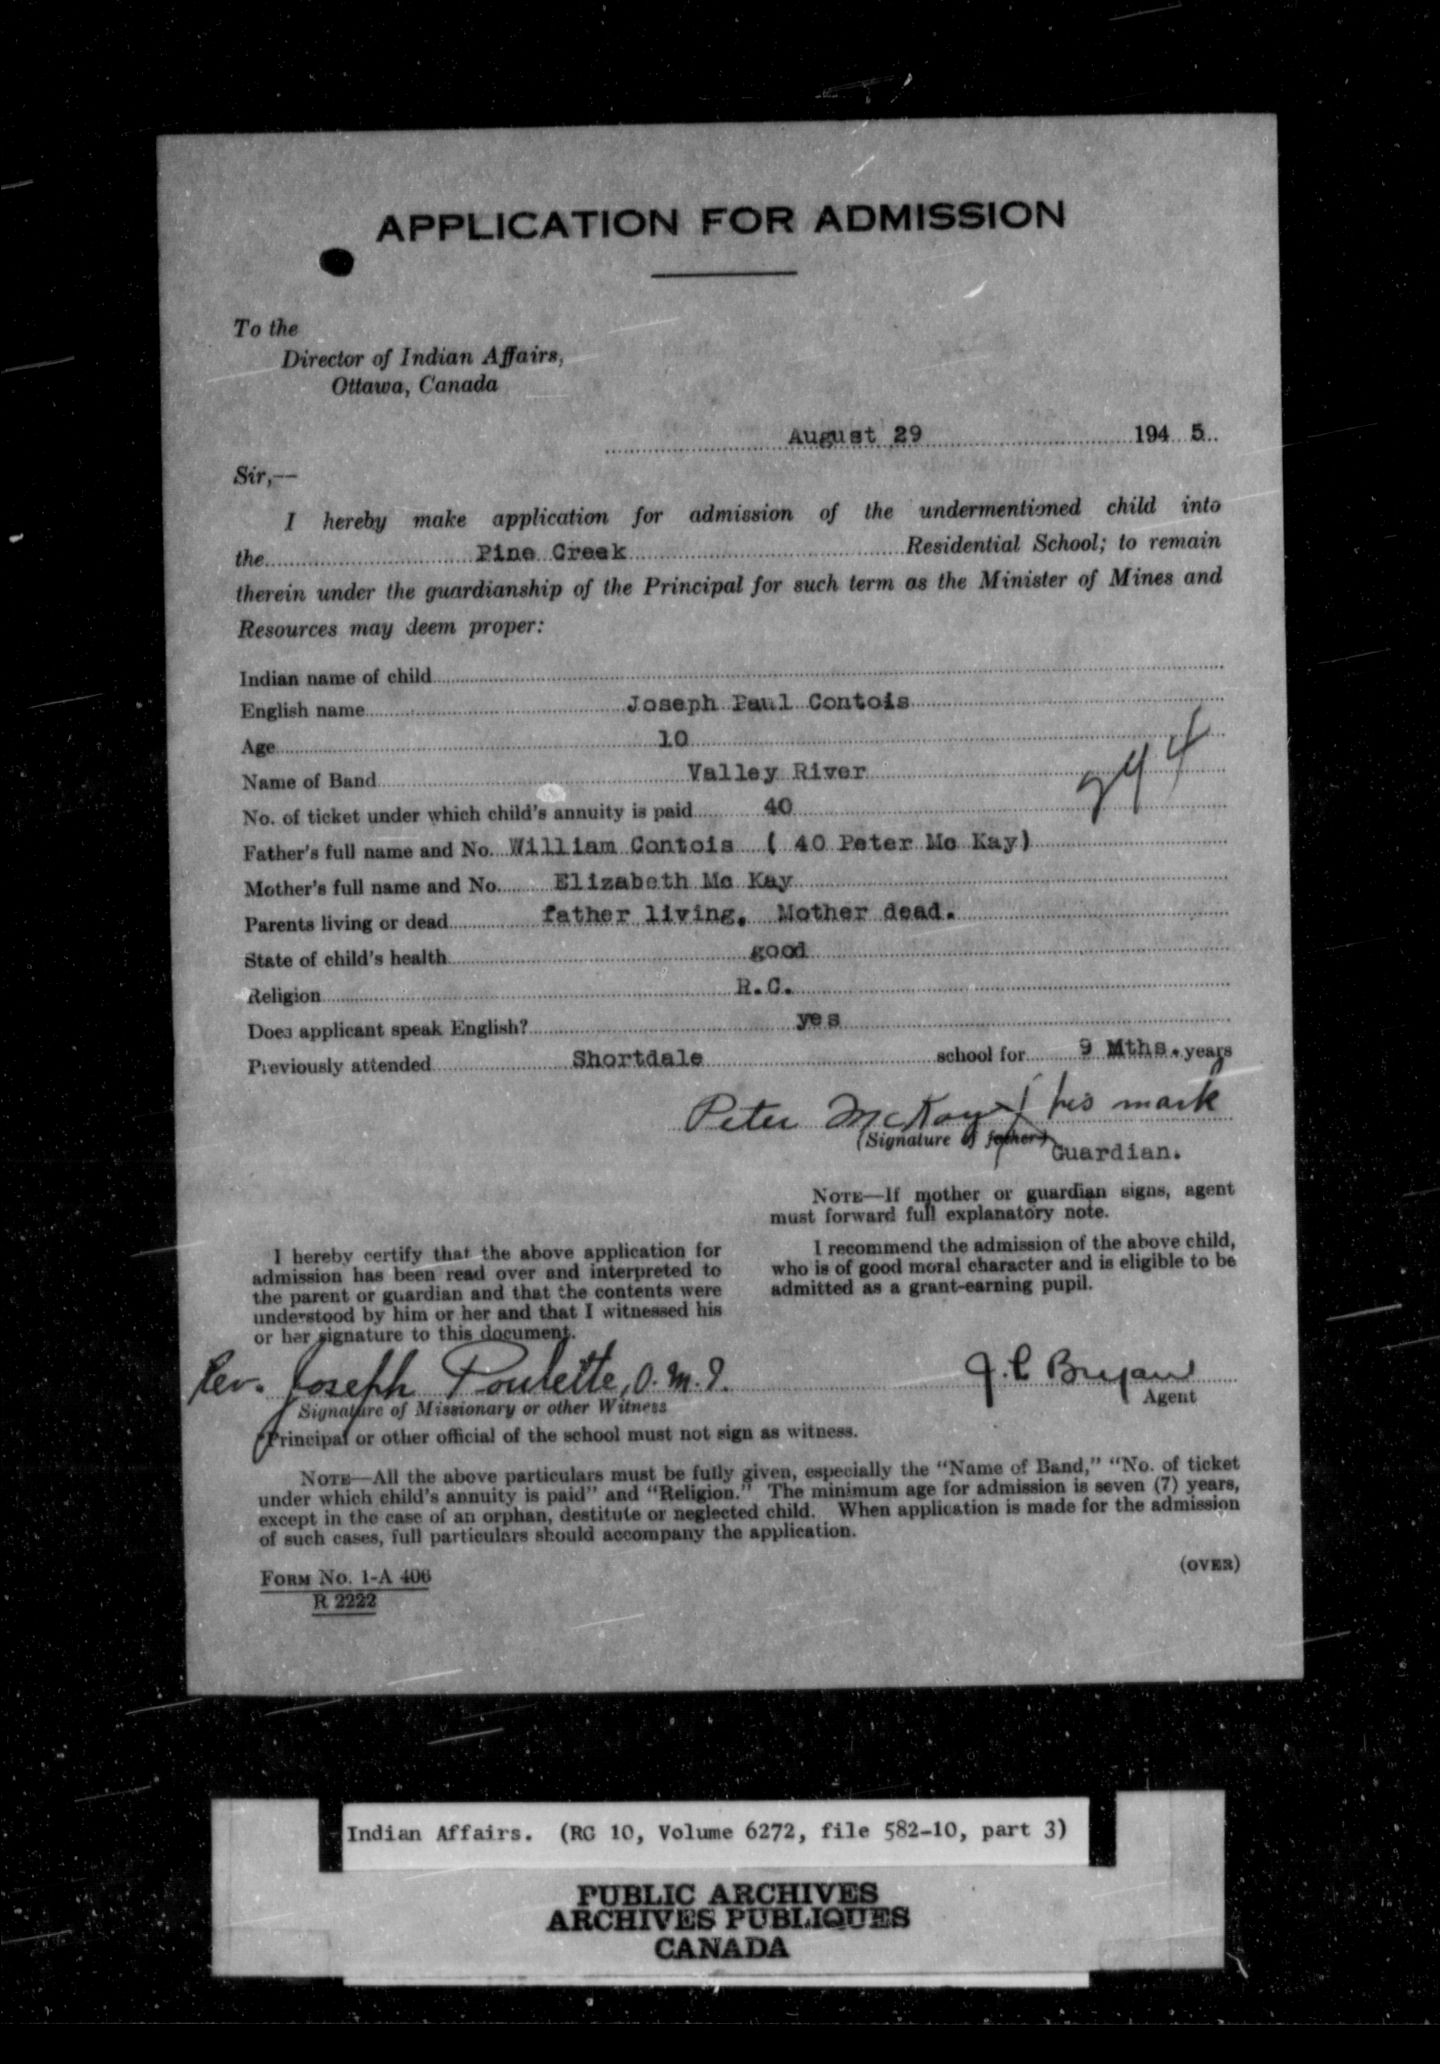 APPLICATION FOR ADMISSION
To the
Director of Indian Affairs,
Ottawa, Canada
August 29 194 5
Sir,—
I hereby make application for admission of the undermentioned child into
the Pine Creek Residential School; to remain
therein under the guardianship of the Principal for such term as the Minister of Mines and
Resources may deem proper:
Indian name of child
English name Joseph Paul Contois
Age 10
Name of Band Valley River
244
No. of ticket under which child's annuity is paid 40
Father's full name and No. William Contois ( 40 Peter Mc Kay)
Mother's full name and No. Elizabeth Mc Kay
Parents living or dead father living. Mother dead.
State of child's health good
Religion R.C.
Does applicant speak English? yes
Previously attended Shortdale school for 9 Mths. years
Peter McKay X his mark
(Signature of father) Guardian.
NOTE—If mother or guardian signs, agent
must forward full explanatory note.
I hereby certify that the above application for
admission has been read over and interpreted to
the parent or guardian and that the contents were
understood by him or her and that I witnessed his
or her signature to this document.
I recommend the admission of the above child,
who is of good moral character and is eligible to be
admitted as a grant-earning pupil.
Rev. Joseph Poulette, O.M.I.
Signature of Missionary or other Witness
J. C Bryan
Agent
*Principal or other official of the school must not sign as witness.
NOTE—All the above particulars must be fully given, especially the "Name of Band," "No. of ticket
under which child's annuity is paid" and "Religion." The minimum age for admission is seven (7) years,
except in the case of an orphan, destitute or neglected child. When application is made for the admission
of such cases, full particulars should accompany the application.
(OVER)
FORM NO. 1-A 406
R 2222
Indian Affairs. (RG 10, Volume 6272, file 582-10, part 3)
PUBLIC ARCHIVES
ARCHIVES PUBLIQUES
CANADA